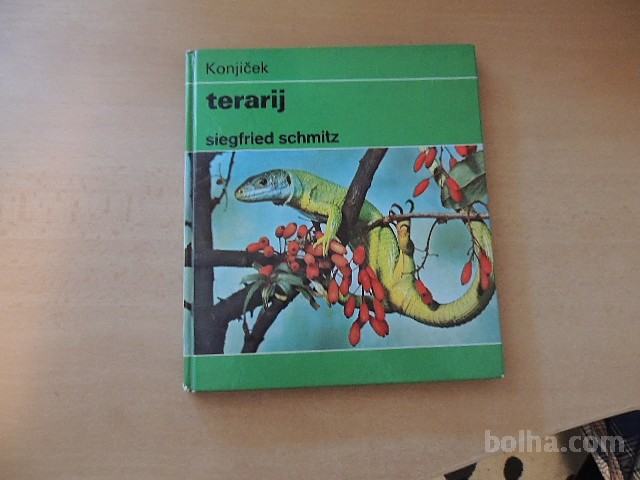 Konjiček
terarij
siegfried schmitz
bolha.com